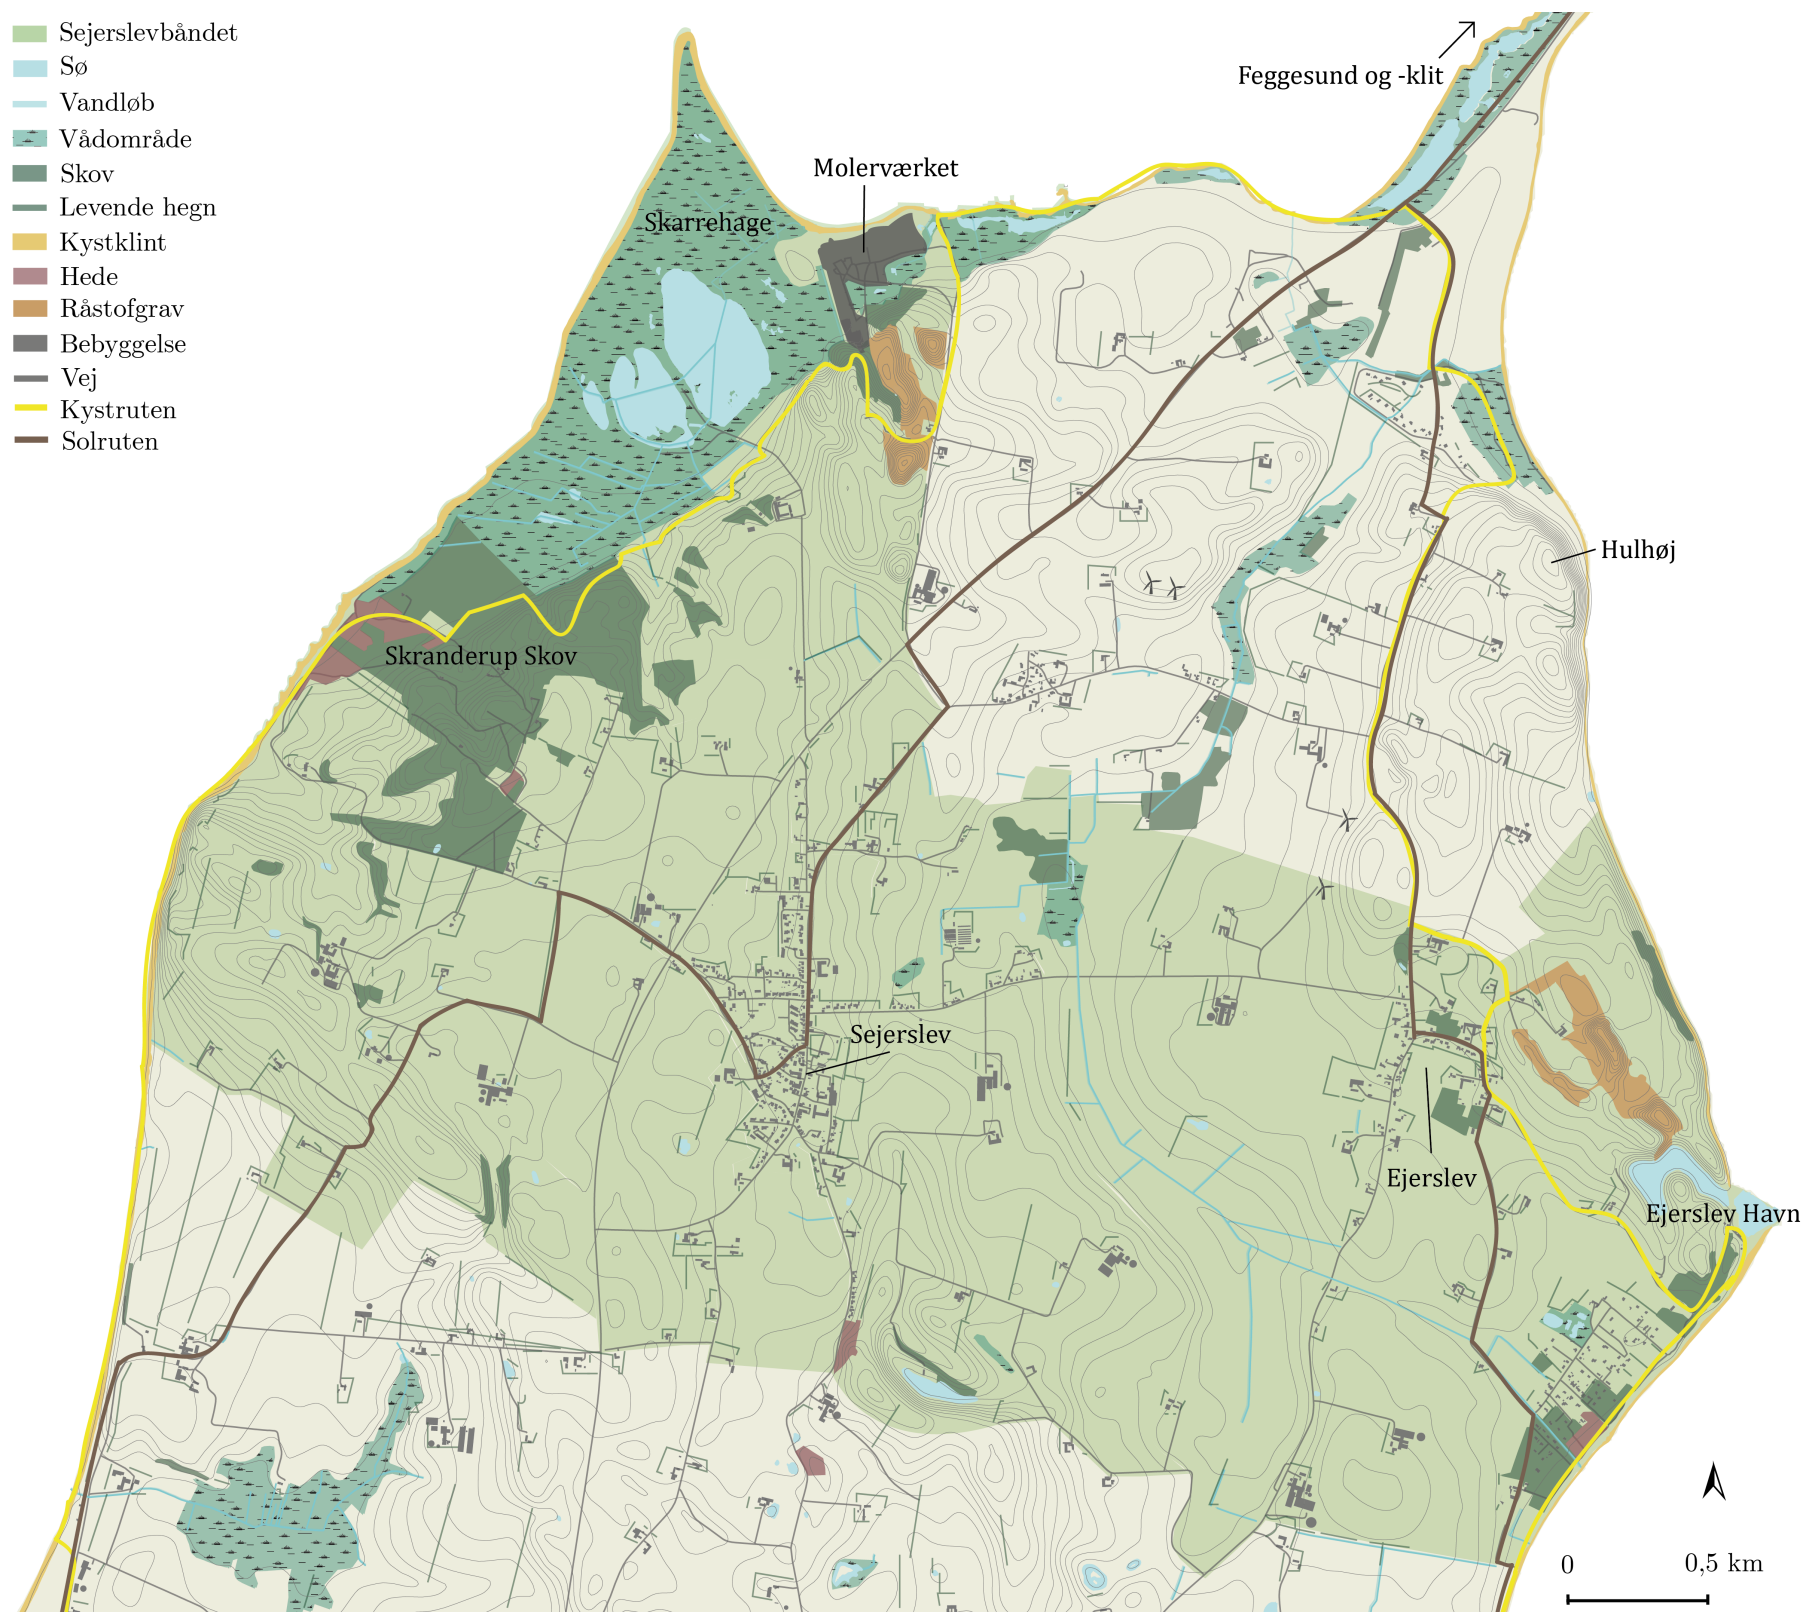 Sejerslevbåndet
Sø
Vandløb
Vådområde
Skov
Levende hegn
Kystklint
Hede
Råstofgrav
Bebyggelse
Vej
Kystruten
Solruten
Feggesund og -klit
Molerværket
Skarrehage
Hulhøj
Skranderup Skov
Sejerslev
Ejerslev
Ejerslev Havn
0 0,5 km